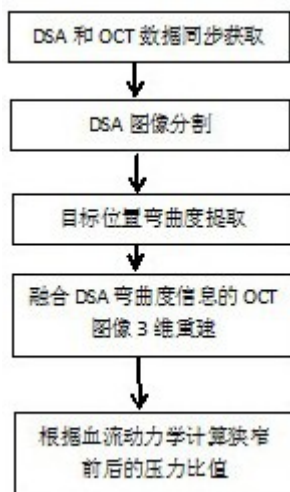 DSA 和 OCT 数据同步获取
DSA 图像分割
目标位置弯曲度提取
融合 DSA 弯曲度信息的 OCT
图像 3 维重建
根据血流动力学计算狭窄
前后的压力比值